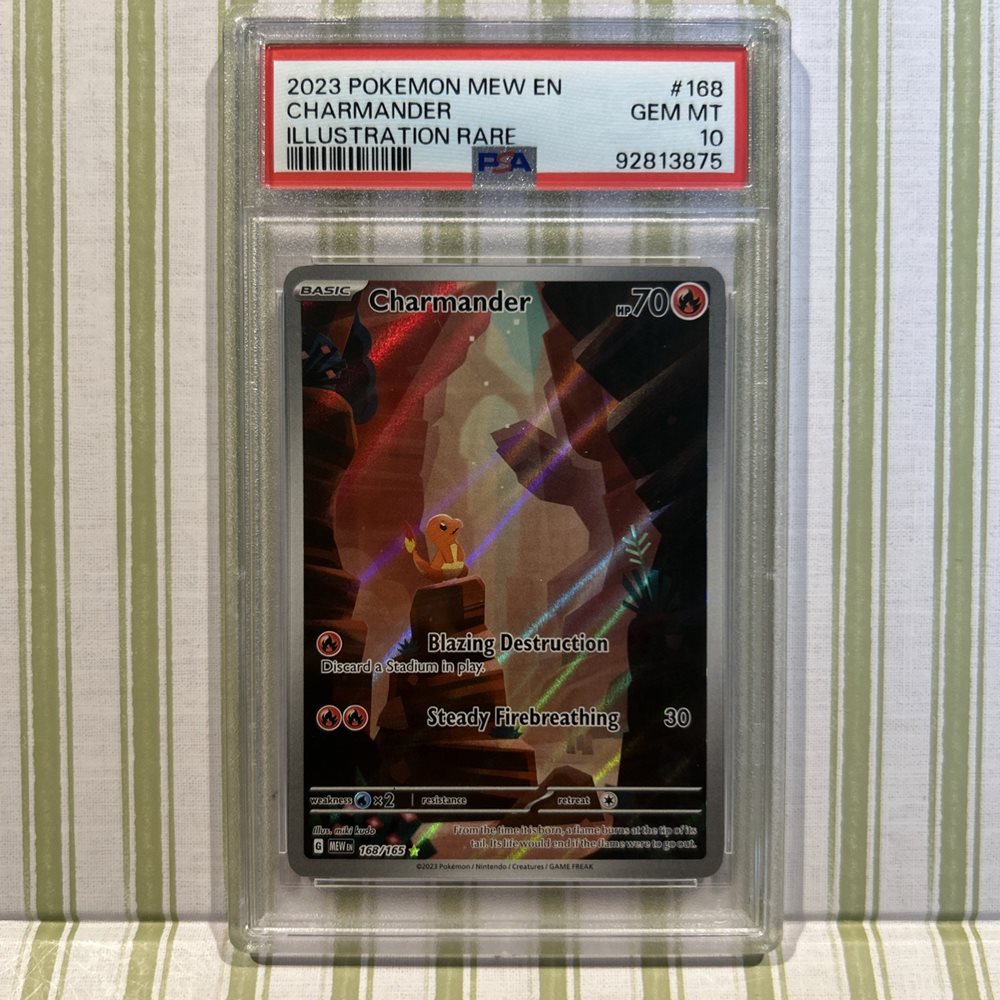 2023 POKEMON MEW EN #168
CHARMANDER GEM MT
ILLUSTRATION RARE 10
PSA 92813875
BASIC Charmander HP 70
Blazing Destruction
Discard a Stadium in play.
Steady Firebreathing 30
weakness ×2 resistance retreat
Illus. miki kudo
From the time it is born, a flame burns at the tip of its
tail. Its life would end if the flame were to go out.
G MEW EN 168/165
©2023 Pokémon / Nintendo / Creatures / GAME FREAK